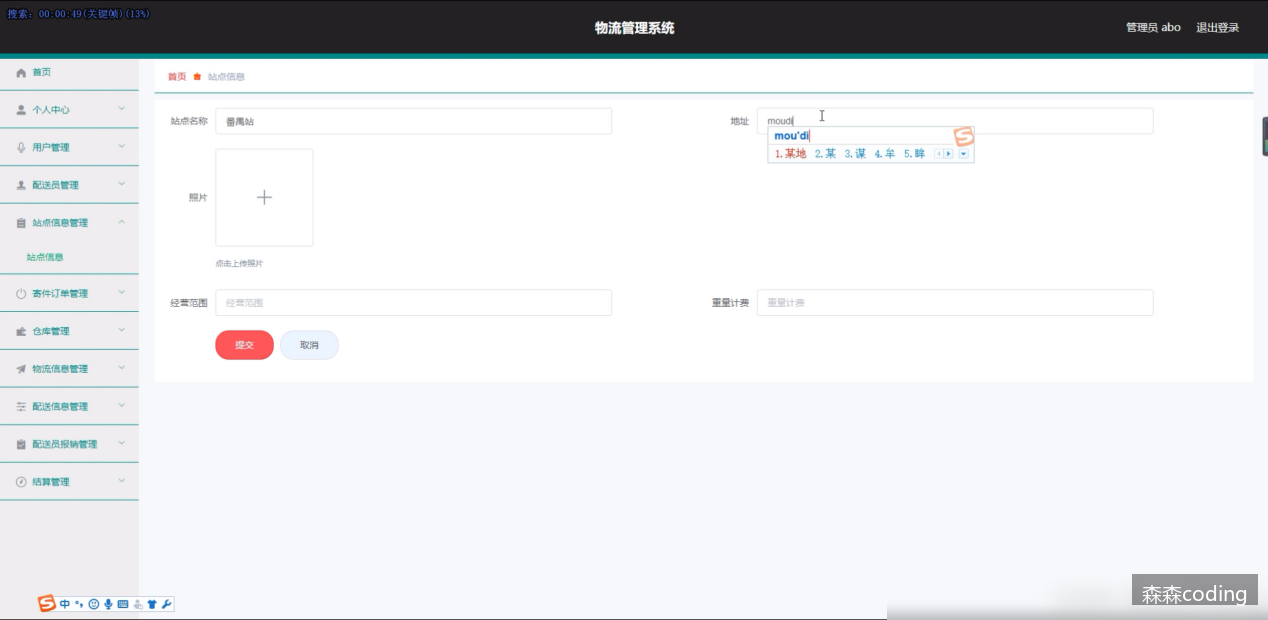 搜索: 00:00:49(关键帧)(13%)
物流管理系统
管理员 abo 退出登录
首页
个人中心
用户管理
配送员管理
站点信息管理
站点信息
寄件订单管理
仓库管理
物流信息管理
配送信息管理
配送员报销管理
结算管理
首页 站点信息
站点名称 番禺站
地址 moudi
mou'di
1.某地 2.某 3.谋 4.牟 5.眸
照片
点击上传照片
经营范围 经营范围
重量计费 重量计费
提交 取消
中
森森coding